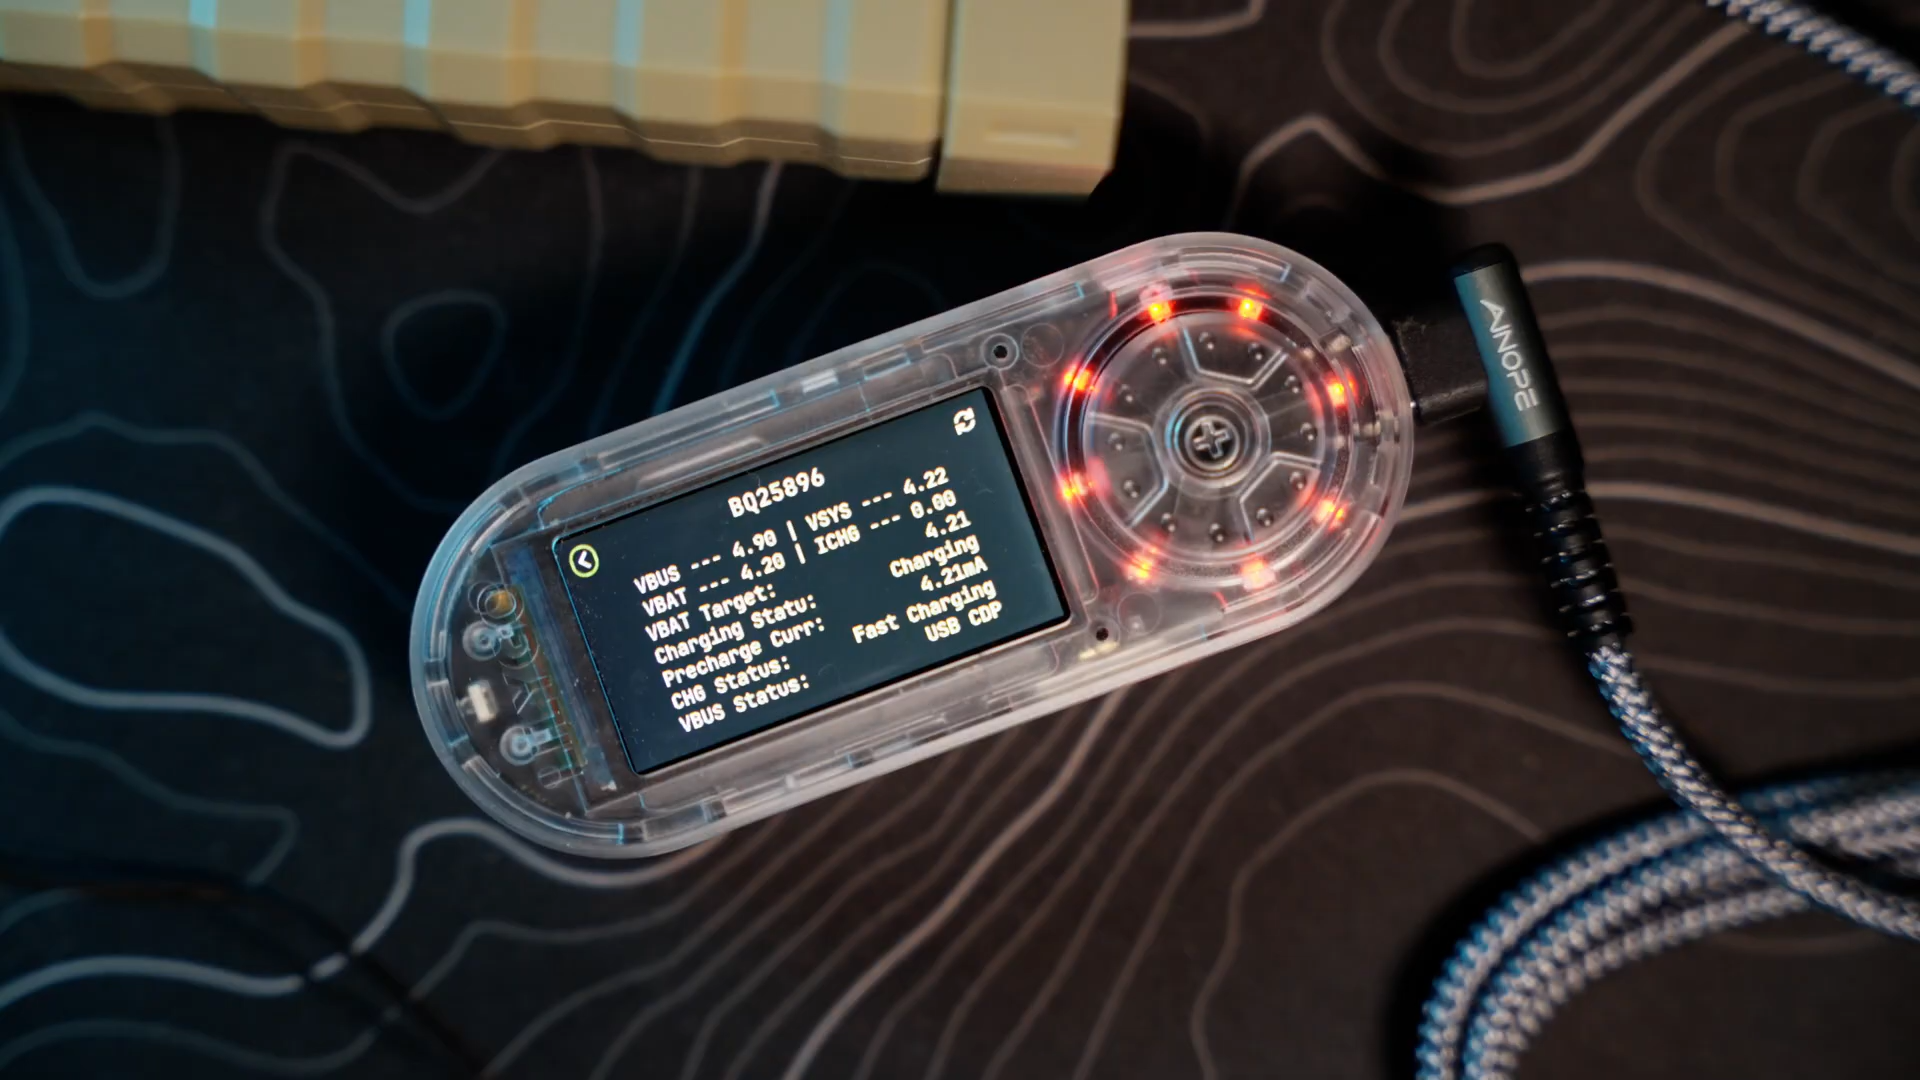 BQ25896
VBUS --- 4.90 | VSYS --- 4.22
VBAT --- 4.20 | ICHG --- 0.00
VBAT Target: 4.21
Charging Statu: Charging
Precharge Curr: 4.21mA
CHG Status: Fast Charging
VBUS Status: USB CDP
AINOPE